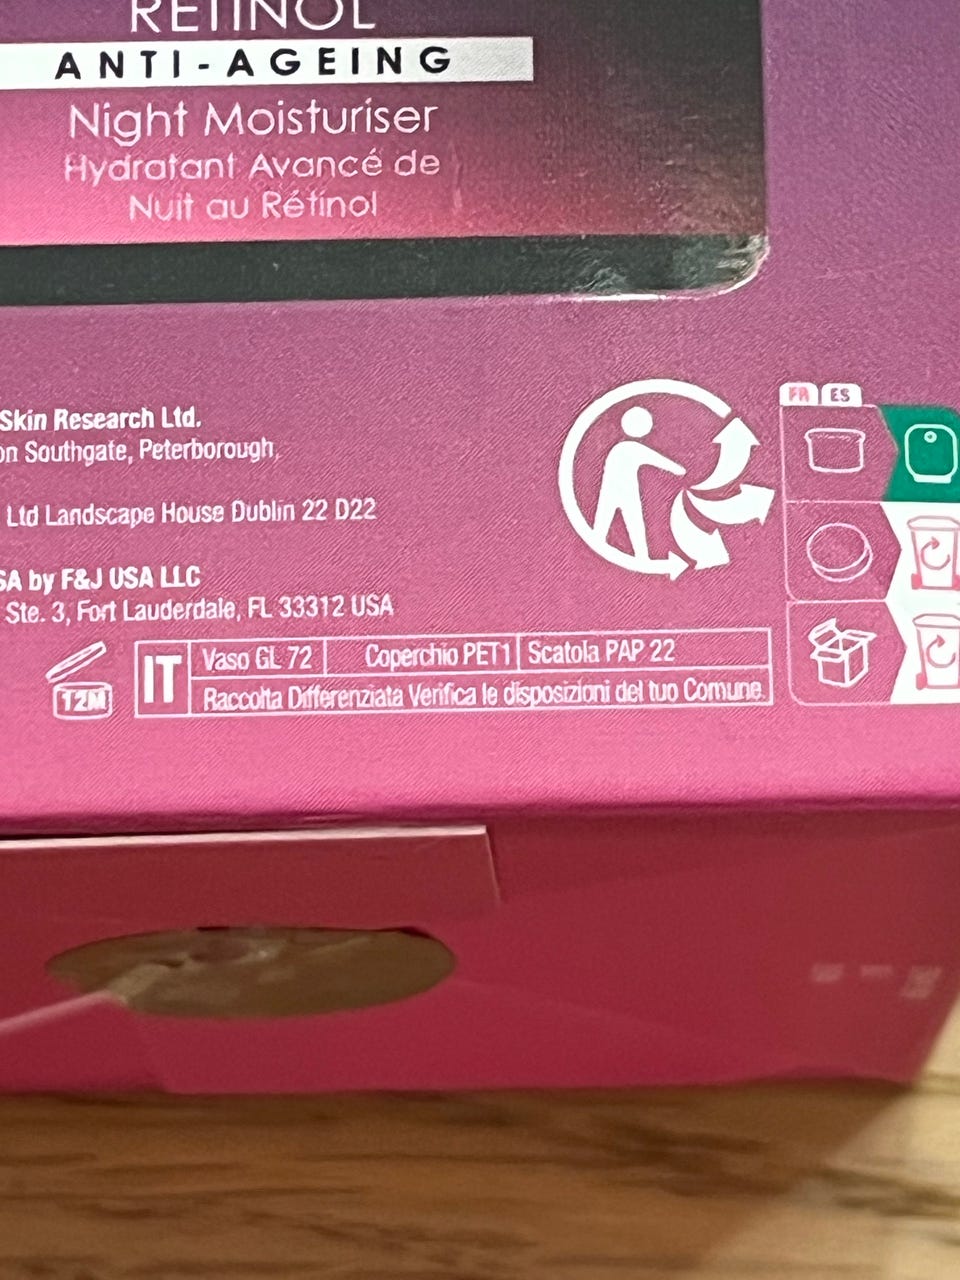 RETINOL
ANTI-AGEING
Night Moisturiser
Hydratant Avancé de
Nuit au Rétinol
Skin Research Ltd.
on Southgate, Peterborough,
Ltd Landscape House Dublin 22 D22
SA by F&J USA LLC
Ste. 3, Fort Lauderdale, FL 33312 USA
FR ES
12M
IT Vaso GL 72 Coperchio PET1 Scatola PAP 22
Raccolta Differenziata Verifica le disposizioni del tuo Comune.